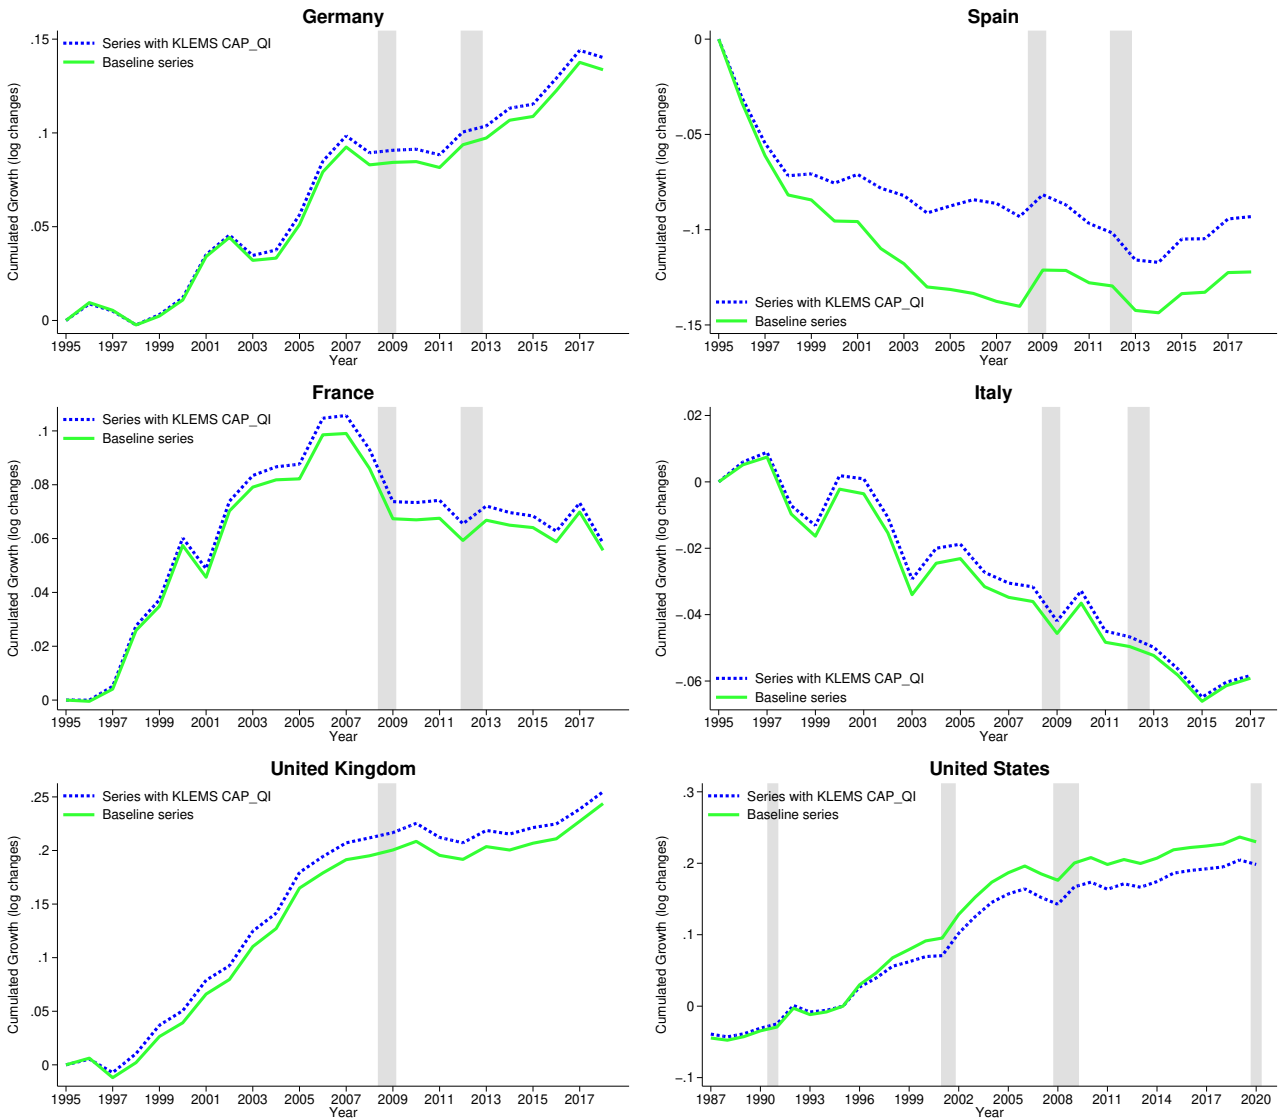 Germany
Cumulated Growth (log changes)
.15
.1
.05
0
Series with KLEMS CAP_QI
Baseline series
1995 1997 1999 2001 2003 2005 2007 2009 2011 2013 2015 2017
Year
Spain
Cumulated Growth (log changes)
0
−.05
−.1
−.15
Series with KLEMS CAP_QI
Baseline series
1995 1997 1999 2001 2003 2005 2007 2009 2011 2013 2015 2017
Year
France
Cumulated Growth (log changes)
.1
.08
.06
.04
.02
0
Series with KLEMS CAP_QI
Baseline series
1995 1997 1999 2001 2003 2005 2007 2009 2011 2013 2015 2017
Year
Italy
Cumulated Growth (log changes)
.02
0
−.02
−.04
−.06
Series with KLEMS CAP_QI
Baseline series
1995 1997 1999 2001 2003 2005 2007 2009 2011 2013 2015 2017
Year
United Kingdom
Cumulated Growth (log changes)
.25
.2
.15
.1
.05
0
Series with KLEMS CAP_QI
Baseline series
1995 1997 1999 2001 2003 2005 2007 2009 2011 2013 2015 2017
Year
United States
Cumulated Growth (log changes)
.3
.2
.1
0
−.1
Series with KLEMS CAP_QI
Baseline series
1987 1990 1993 1996 1999 2002 2005 2008 2011 2014 2017 2020
Year